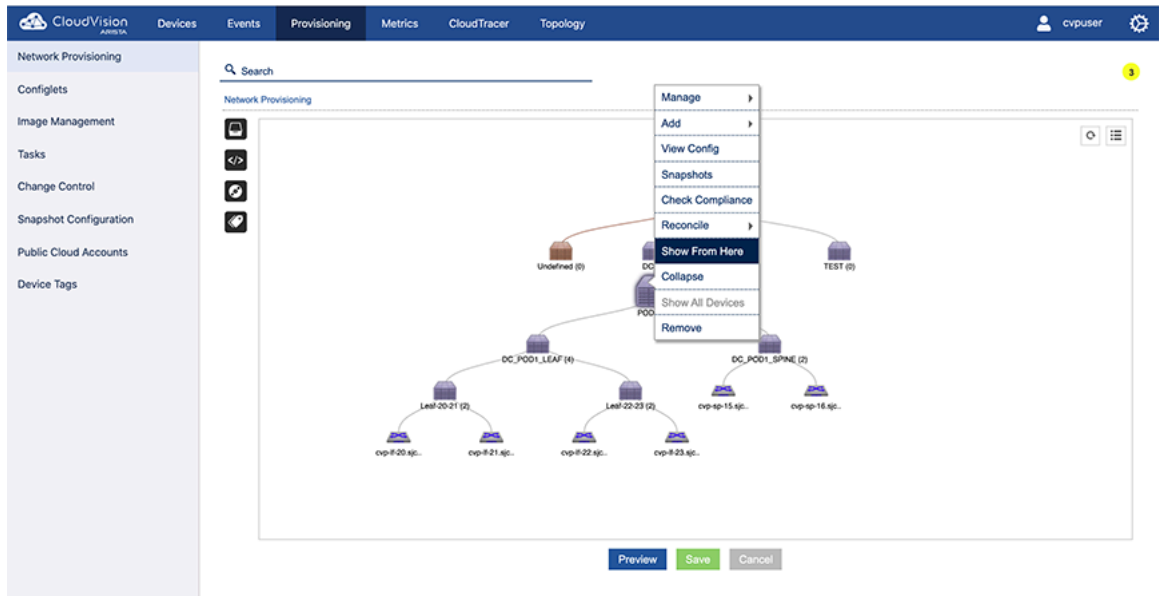 CloudVision
ARISTA
Devices
Events
Provisioning
Metrics
CloudTracer
Topology
cvpuser
Network Provisioning
Configlets
Image Management
Tasks
Change Control
Snapshot Configuration
Public Cloud Accounts
Device Tags
Search
3
Network Provisioning
</>
Manage
Add
View Config
Snapshots
Check Compliance
Reconcile
Show From Here
Collapse
Show All Devices
Remove
Undefined (0)
DC
TEST (0)
POD
DC_POD1_LEAF (4)
DC_POD1_SPINE (2)
Leaf-20-21 (2)
Leaf-22-23 (2)
cvp-sp-15.sjc..
cvp-sp-16.sjc..
cvp-lf-20.sjc..
cvp-lf-21.sjc..
cvp-lf-22.sjc..
cvp-lf-23.sjc..
Preview
Save
Cancel